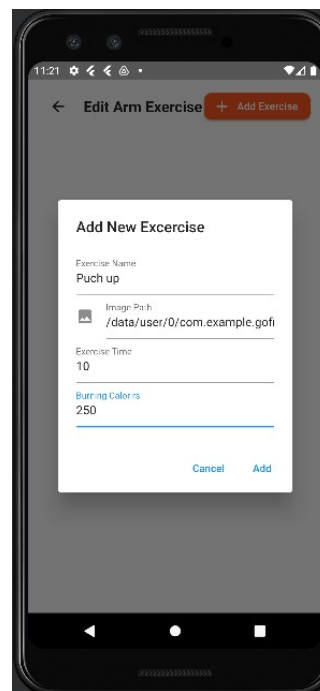 11:21
Edit Arm Exercise + Add Exercise
Add New Excercise
Exercise Name
Puch up
Image Path
/data/user/0/com.example.gofi
Exercise Time
10
Burning Calorirs
250
Cancel Add